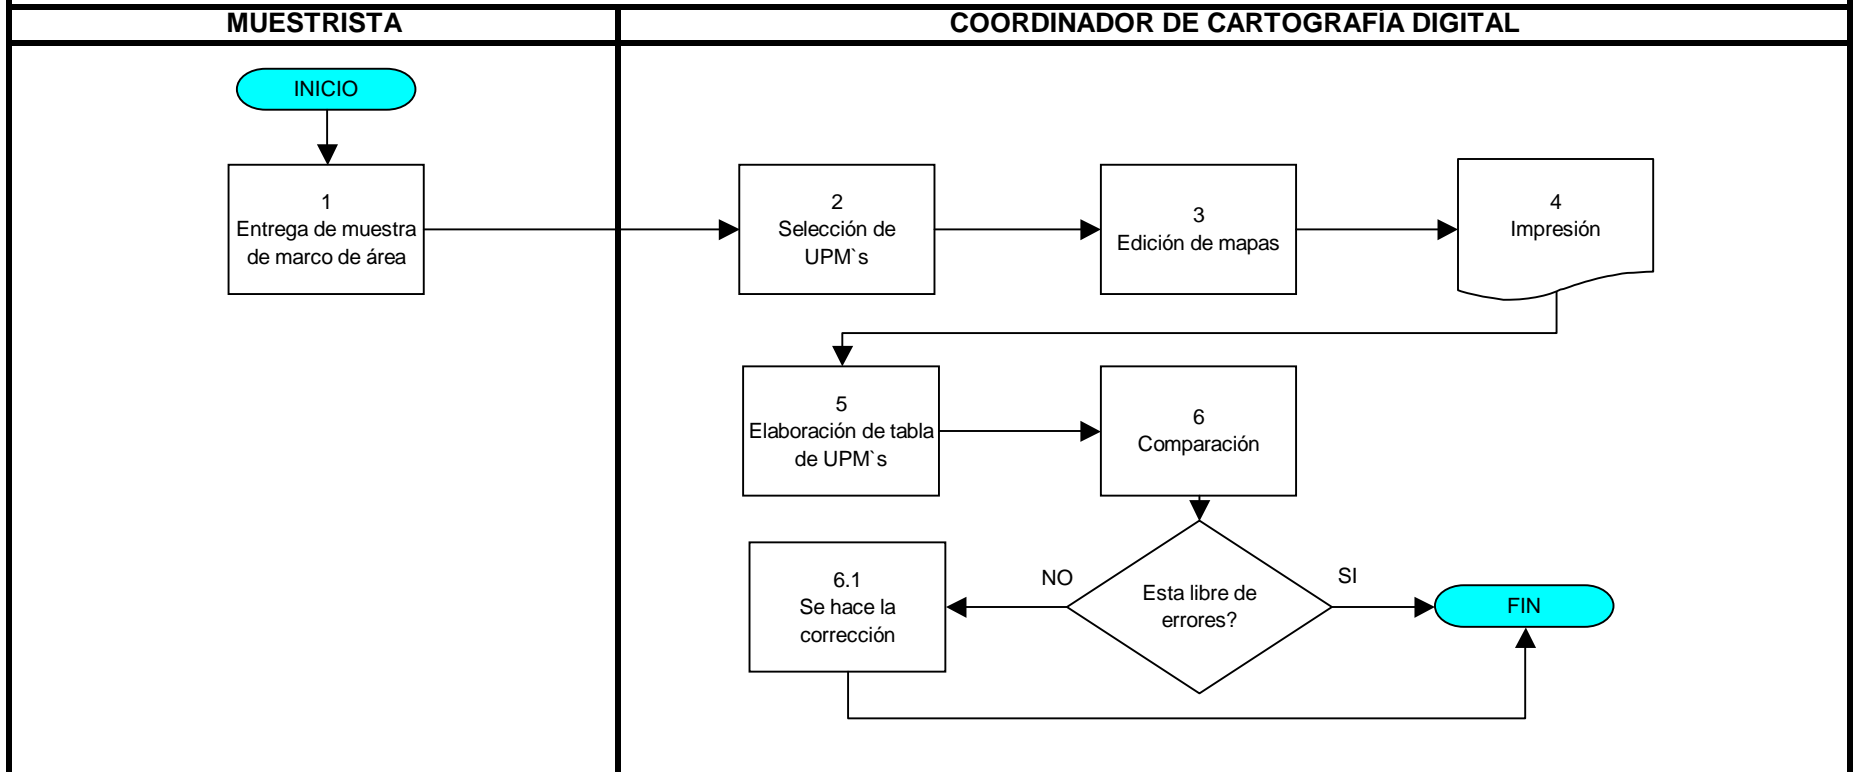 MUESTRISTA
COORDINADOR DE CARTOGRAFÍA DIGITAL
INICIO
1
Entrega de muestra
de marco de área
2
Selección de
UPM`s
3
Edición de mapas
4
Impresión
5
Elaboración de tabla
de UPM`s
6
Comparación
6.1
Se hace la
corrección
NO
Esta libre de
errores?
SI
FIN